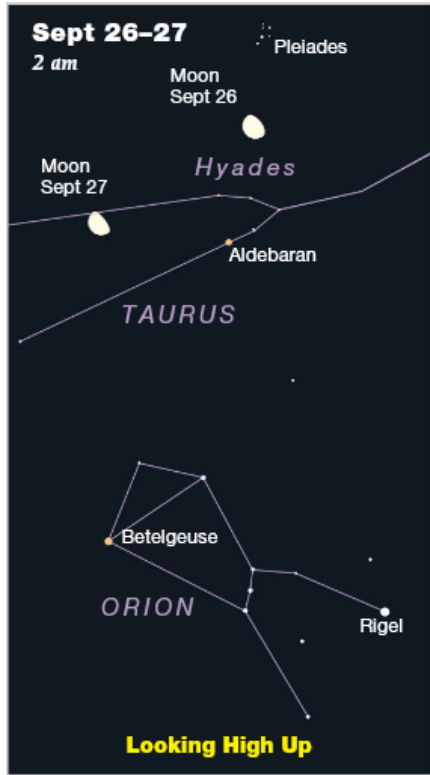 Sept 26–27
2 am
Pleiades
Moon
Sept 26
Moon
Sept 27
Hyades
Aldebaran
TAURUS
Betelgeuse
ORION
Rigel
Looking High Up